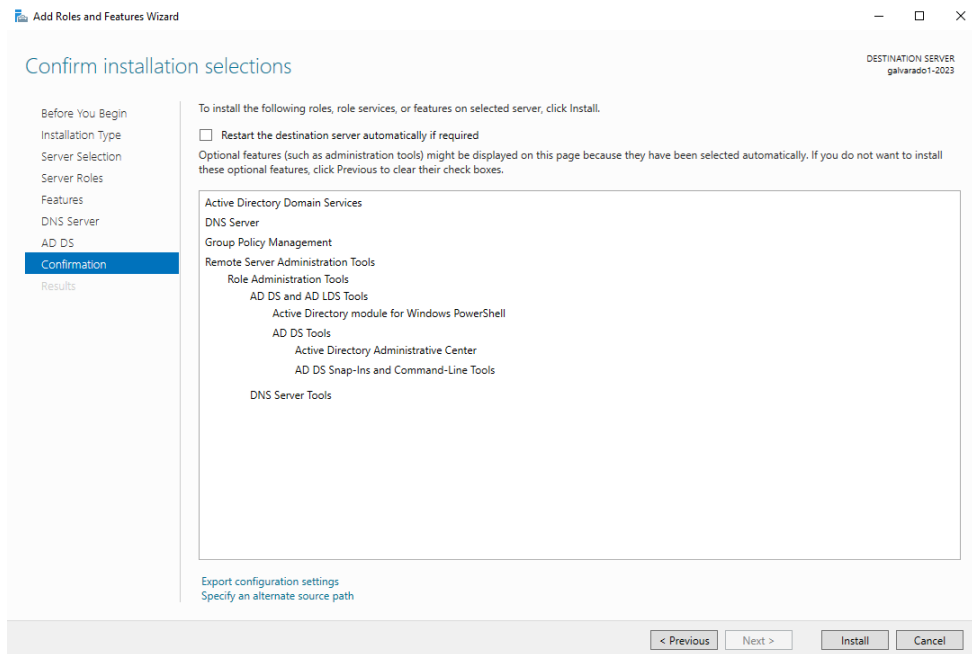 Add Roles and Features Wizard
Confirm installation selections
DESTINATION SERVER
galvarado1-2023
Before You Begin
Installation Type
Server Selection
Server Roles
Features
DNS Server
AD DS
Confirmation
Results
To install the following roles, role services, or features on selected server, click Install.
Restart the destination server automatically if required
Optional features (such as administration tools) might be displayed on this page because they have been selected automatically. If you do not want to install
these optional features, click Previous to clear their check boxes.
Active Directory Domain Services
DNS Server
Group Policy Management
Remote Server Administration Tools
Role Administration Tools
AD DS and AD LDS Tools
Active Directory module for Windows PowerShell
AD DS Tools
Active Directory Administrative Center
AD DS Snap-Ins and Command-Line Tools
DNS Server Tools
Export configuration settings
Specify an alternate source path
< Previous
Next >
Install
Cancel